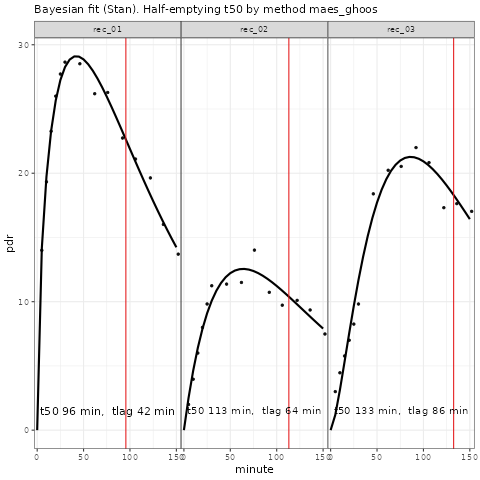 Bayesian fit (Stan). Half-emptying t50 by method maes_ghoos
rec_01 rec_02 rec_03
30
20
10
0
pdr
t50 96 min, tlag 42 min t50 113 min, tlag 64 min t50 133 min, tlag 86 min
0 50 100 150 0 50 100 150 0 50 100 150
minute